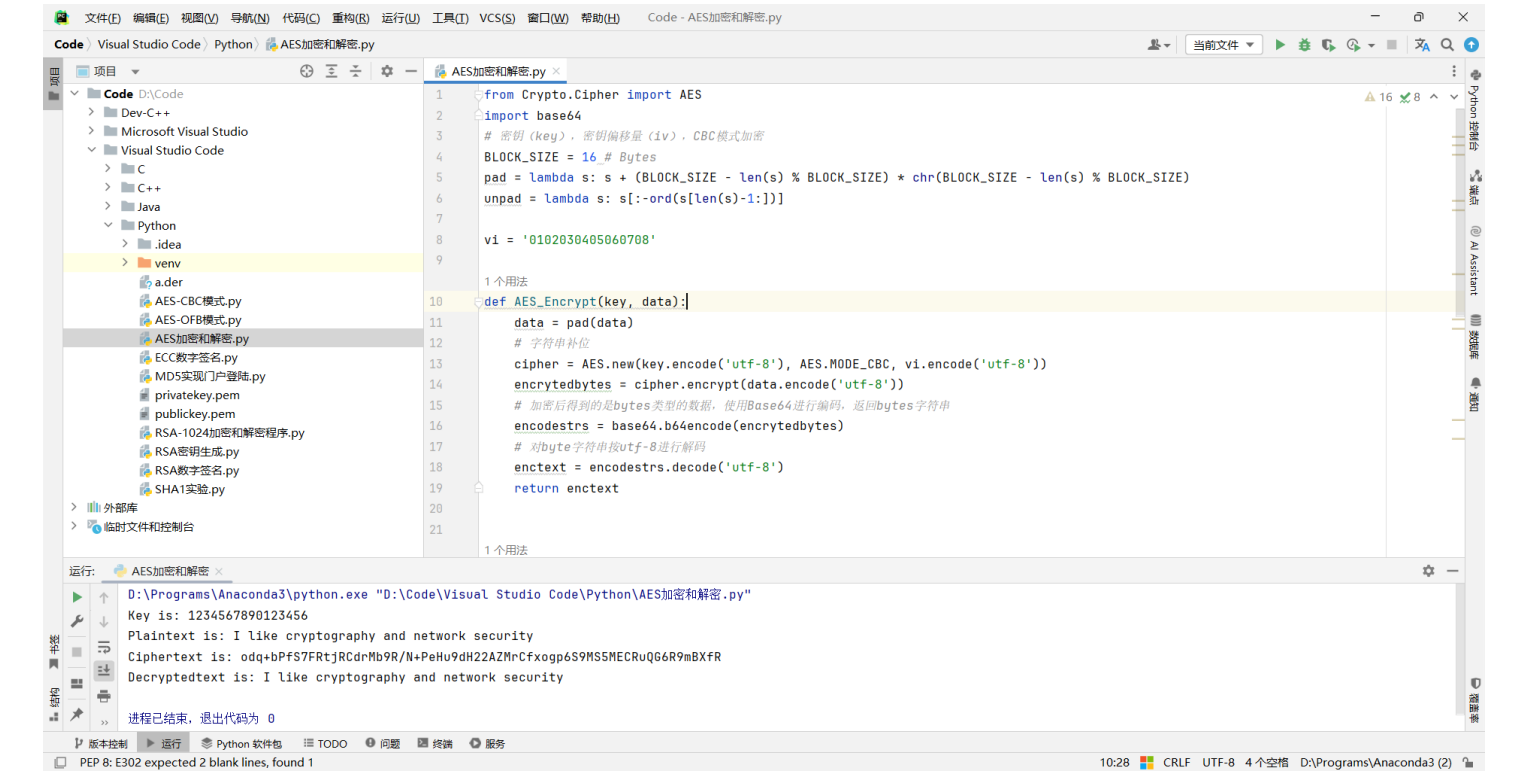 文件(F) 编辑(E) 视图(V) 导航(N) 代码(C) 重构(R) 运行(U) 工具(T) VCS(S) 窗口(W) 帮助(H) Code - AES加密和解密.py
Code Visual Studio Code Python AES加密和解密.py 当前文件
项目
项目
AES加密和解密.py
Code D:\Code
Dev-C++
Microsoft Visual Studio
Visual Studio Code
C
C++
Java
Python
.idea
venv
a.der
AES-CBC模式.py
AES-OFB模式.py
AES加密和解密.py
ECC数字签名.py
MD5实现门户登陆.py
privatekey.pem
publickey.pem
RSA-1024加密和解密程序.py
RSA密钥生成.py
RSA数字签名.py
SHA1实验.py
外部库
临时文件和控制台
16 8
1 from Crypto.Cipher import AES
2 import base64
3 # 密钥（key），密钥偏移量（iv），CBC模式加密
4 BLOCK_SIZE = 16 # Bytes
5 pad = lambda s: s + (BLOCK_SIZE - len(s) % BLOCK_SIZE) * chr(BLOCK_SIZE - len(s) % BLOCK_SIZE)
6 unpad = lambda s: s[:-ord(s[len(s)-1:])]
7
8 vi = '0102030405060708'
9
1 个用法
10 def AES_Encrypt(key, data):
11 data = pad(data)
12 # 字符串补位
13 cipher = AES.new(key.encode('utf-8'), AES.MODE_CBC, vi.encode('utf-8'))
14 encrytedbytes = cipher.encrypt(data.encode('utf-8'))
15 # 加密后得到的是bytes类型的数据，使用Base64进行编码，返回bytes字符串
16 encodestrs = base64.b64encode(encrytedbytes)
17 # 对byte字符串按utf-8进行解码
18 enctext = encodestrs.decode('utf-8')
19 return enctext
20
21
1 个用法
Python 控制台
端点
AI Assistant
数据库
通知
覆盖率
运行: AES加密和解密
D:\Programs\Anaconda3\python.exe "D:\Code\Visual Studio Code\Python\AES加密和解密.py"
Key is: 1234567890123456
Plaintext is: I like cryptography and network security
Ciphertext is: odq+bPfS7FRtjRCdrMb9R/N+PeHu9dH22AZMrCfxogp6S9MS5MECRuQG6R9mBXfR
Decryptedtext is: I like cryptography and network security
进程已结束，退出代码为 0
书签
结构
版本控制 运行 Python 软件包 TODO 问题 终端 服务
PEP 8: E302 expected 2 blank lines, found 1 10:28 CRLF UTF-8 4 个空格 D:\Programs\Anaconda3 (2)